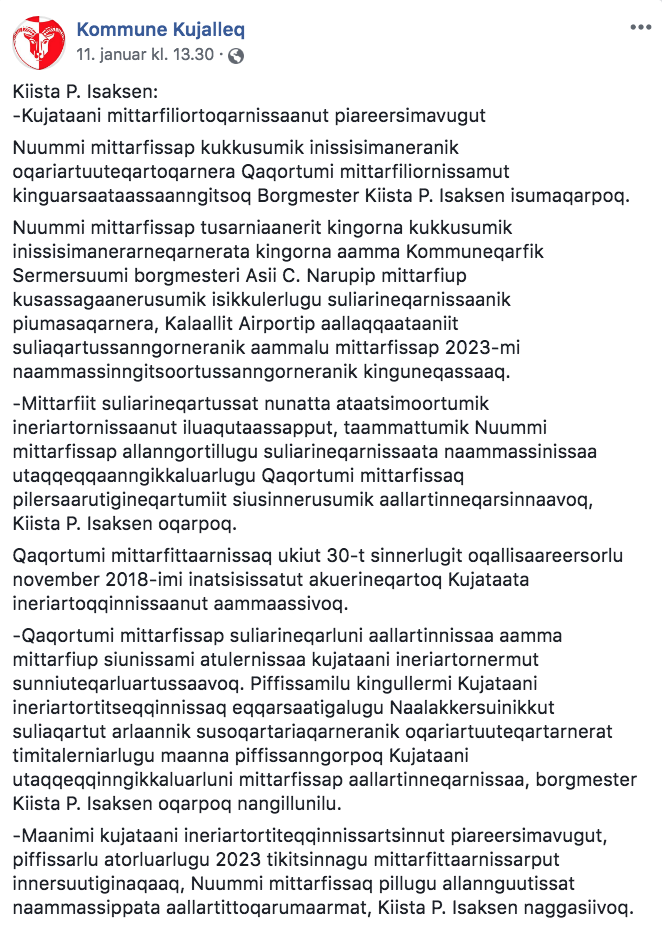 Kommune Kujalleq
11. januar kl. 13.30 ·
Kiista P. Isaksen:
-Kujataani mittarfiliortoqarnissaanut piareersimavugut
Nuummi mittarfissap kukkusumik inissisimaneranik
oqariartuuteqartoqarnera Qaqortumi mittarfiliornissamut
kinguarsaataassaanngitsoq Borgmester Kiista P. Isaksen isumaqarpoq.
Nuummi mittarfissap tusarniaanerit kingorna kukkusumik
inissisimanerarneqarnerata kingorna aamma Kommuneqarfik
Sermersuumi borgmesteri Asii C. Narupip mittarfiup
kusassagaanerusumik isikkulerlugu suliarineqarnissaanik
piumasaqarnera, Kalaallit Airportip aallaqqaataaniit
suliaqartussanngorneranik aammalu mittarfissap 2023-mi
naammassinngitsoortussanngorneranik kinguneqassaaq.
-Mittarfiit suliarineqartussat nunatta ataatsimoortumik
ineriartornissaanut iluaqutaassapput, taammattumik Nuummi
mittarfissap allanngortillugu suliarineqarnissaata naammassinissaa
utaqqeqqaanngikkaluarlugu Qaqortumi mittarfissaq
pilersaarutigineqartumiit siusinnerusumik aallartinneqarsinnaavoq,
Kiista P. Isaksen oqarpoq.
Qaqortumi mittarfittaarnissaq ukiut 30-t sinnerlugit oqallisaareersorlu
november 2018-imi inatsisissatut akuerineqartoq Kujataata
ineriartoqqinnissaanut aammaassivoq.
-Qaqortumi mittarfissap suliarineqarluni aallartinnissaa aamma
mittarfiup siunissami atulernissaa kujataani ineriartornermut
sunniuteqarluartussaavoq. Piffissamilu kingullermi Kujataani
ineriartortitseqqinnissaq eqqarsaatigalugu Naalakkersuinikkut
suliaqartut arlaannik susoqartariaqarneranik oqariartuuteqartarnerat
timitalerniarlugu maanna piffissanngorpoq Kujataani
utaqqeqqinngikkaluarluni mittarfissap aallartinneqarnissaa, borgmester
Kiista P. Isaksen oqarpoq nangillunilu.
-Maanimi kujataani ineriartortiteqqinnissartsinnut piareersimavugut,
piffissarlu atorluarlugu 2023 tikitsinnagu mittarfittaarnissarput
innersuutiginaqaaq, Nuummi mittarfissaq pillugu allannguutissat
naammassippata aallartittoqarumaarmat, Kiista P. Isaksen naggasiivoq.